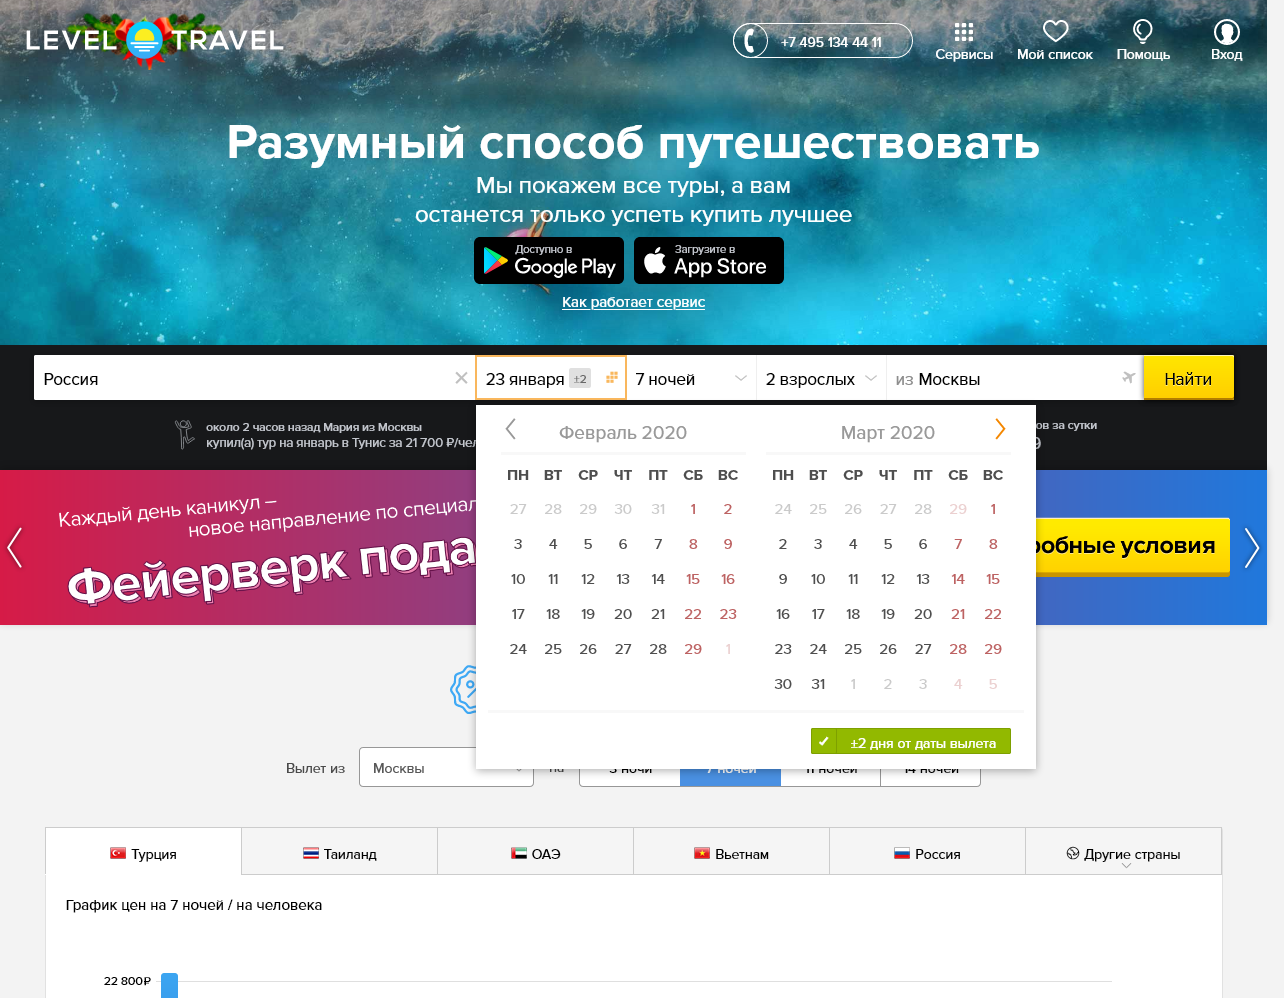 LEVEL TRAVEL
+7 495 134 44 11
Сервисы
Мой список
Помощь
Вход
Разумный способ путешествовать
Мы покажем все туры, а вам
останется только успеть купить лучшее
Доступно в
Google Play
Загрузите в
App Store
Как работает сервис
Россия
23 января ±2
7 ночей
2 взрослых
из Москвы
Найти
около 2 часов назад Мария из Москвы
купил(а) тур на январь в Тунис за 21 700 ₽/чел
ов за сутки
Каждый день каникул –
новое направление по специал
Фейерверк пода
робные условия
Февраль 2020
ПН ВТ СР ЧТ ПТ СБ ВС
27 28 29 30 31 1 2
3 4 5 6 7 8 9
10 11 12 13 14 15 16
17 18 19 20 21 22 23
24 25 26 27 28 29 1
Март 2020
ПН ВТ СР ЧТ ПТ СБ ВС
24 25 26 27 28 29 1
2 3 4 5 6 7 8
9 10 11 12 13 14 15
16 17 18 19 20 21 22
23 24 25 26 27 28 29
30 31 1 2 3 4 5
±2 дня от даты вылета
Вылет из
Москвы
на
3 ночи
7 ночей
11 ночей
14 ночей
Турция
Таиланд
ОАЭ
Вьетнам
Россия
Другие страны
График цен на 7 ночей / на человека
22 800₽